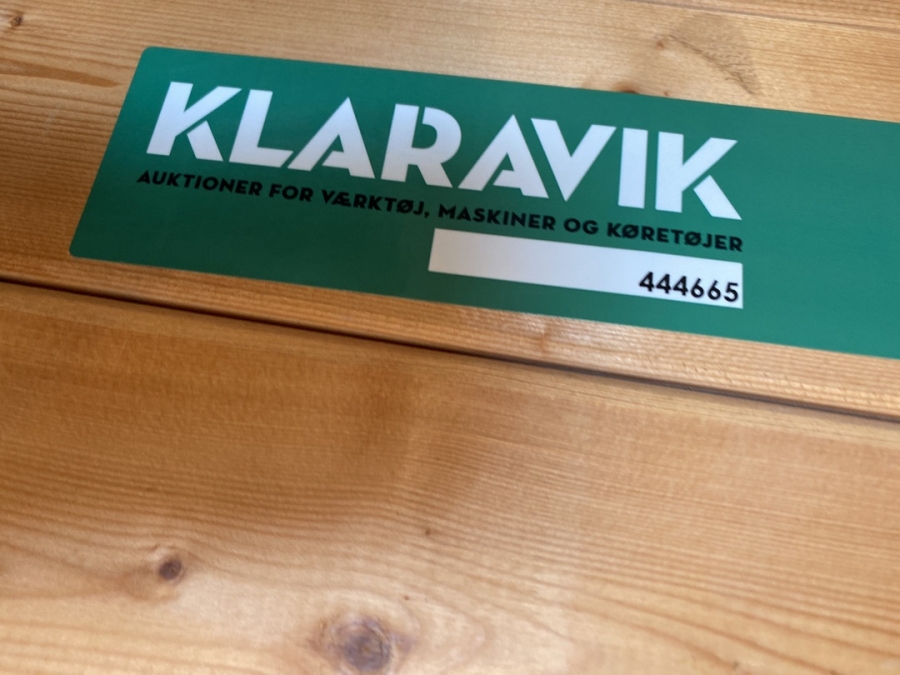 KLARAVIK
AUKTIONER FOR VÆRKTØJ, MASKINER OG KØRETØJER
444665